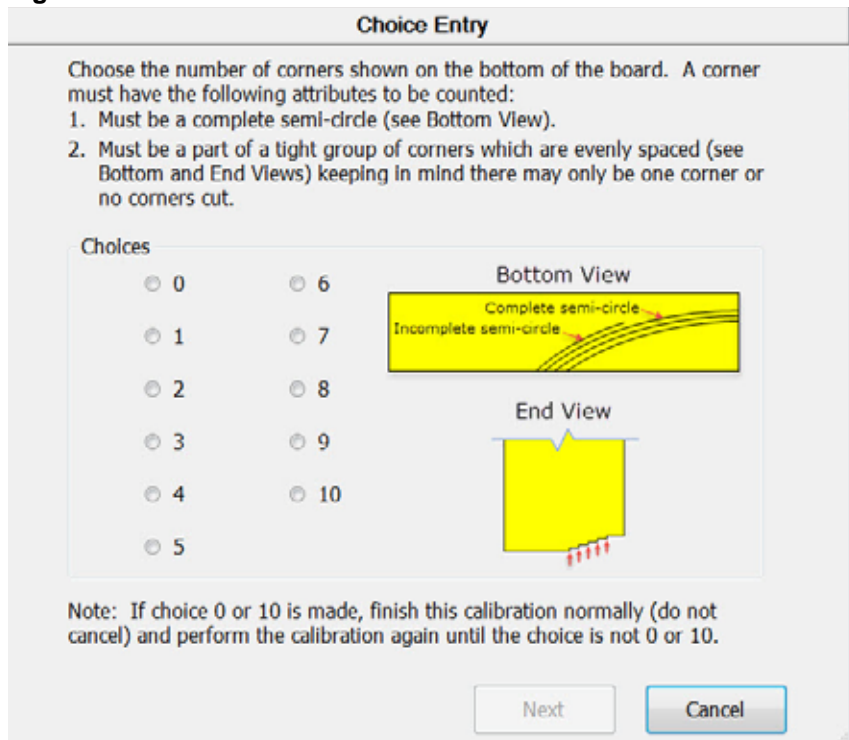 Choice Entry
Choose the number of corners shown on the bottom of the board. A corner
must have the following attributes to be counted:
1. Must be a complete semi-circle (see Bottom View).
2. Must be a part of a tight group of corners which are evenly spaced (see
Bottom and End Views) keeping in mind there may only be one corner or
no corners cut.
Choices
0
1
2
3
4
5
6
7
8
9
10
Bottom View
Complete semi-circle
Incomplete semi-circle
End View
Note: If choice 0 or 10 is made, finish this calibration normally (do not
cancel) and perform the calibration again until the choice is not 0 or 10.
Next
Cancel